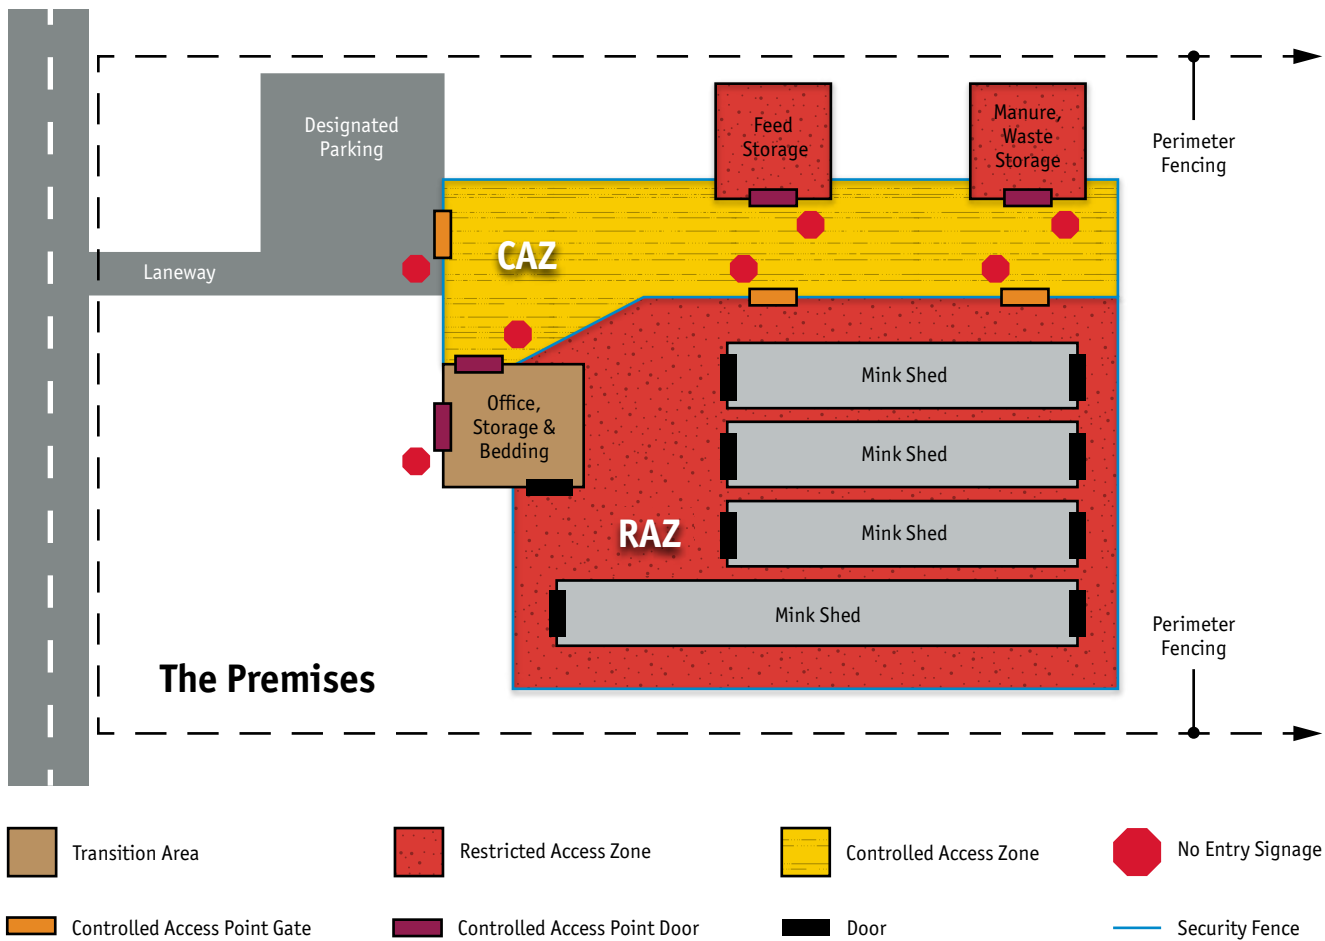 Designated
Parking
Feed
Storage
Manure,
Waste
Storage
Perimeter
Fencing
Laneway
CAZ
Office,
Storage &
Bedding
Mink Shed
Mink Shed
RAZ
Mink Shed
Mink Shed
Perimeter
Fencing
The Premises
Transition Area
Restricted Access Zone
Controlled Access Zone
No Entry Signage
Controlled Access Point Gate
Controlled Access Point Door
Door
Security Fence